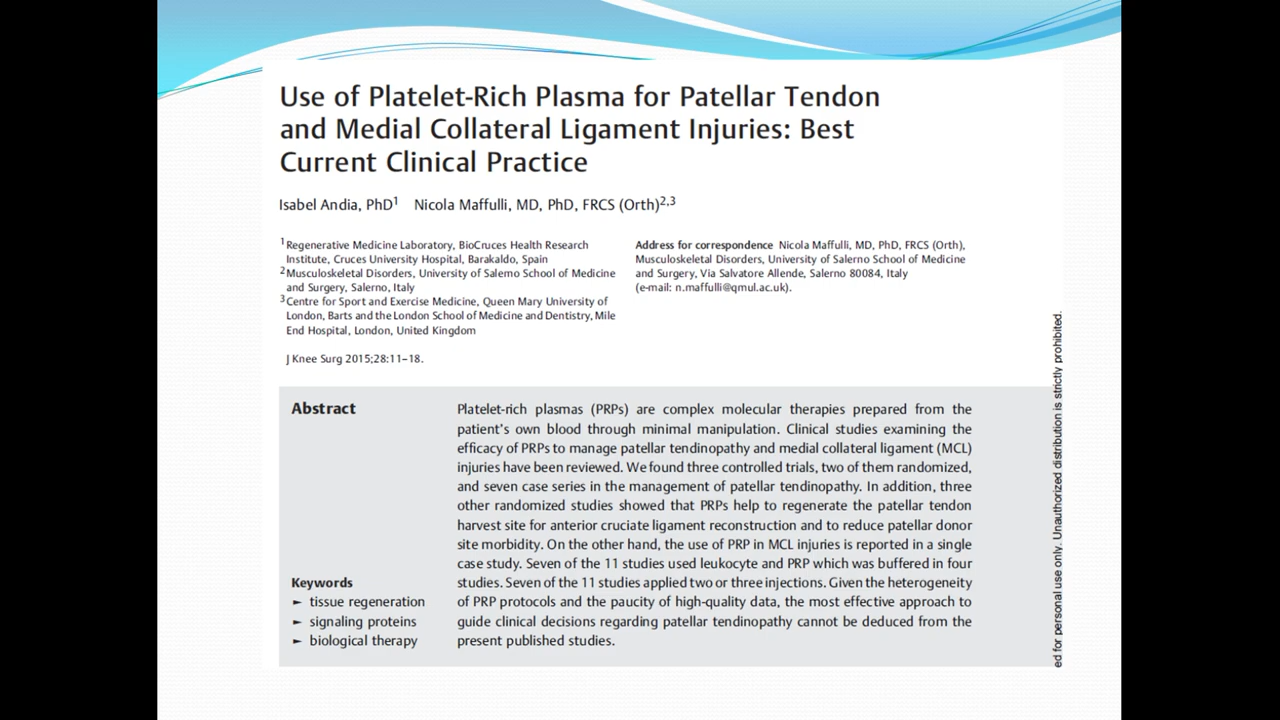 Use of Platelet-Rich Plasma for Patellar Tendon
and Medial Collateral Ligament Injuries: Best
Current Clinical Practice
Isabel Andia, PhD1 Nicola Maffulli, MD, PhD, FRCS (Orth)2,3
1 Regenerative Medicine Laboratory, BioCruces Health Research
Institute, Cruces University Hospital, Barakaldo, Spain
2 Musculoskeletal Disorders, University of Salerno School of Medicine
and Surgery, Salerno, Italy
3 Centre for Sport and Exercise Medicine, Queen Mary University of
London, Barts and the London School of Medicine and Dentistry, Mile
End Hospital, London, United Kingdom
Address for correspondence Nicola Maffulli, MD, PhD, FRCS (Orth),
Musculoskeletal Disorders, University of Salerno School of Medicine
and Surgery, Via Salvatore Allende, Salerno 80084, Italy
(e-mail: n.maffulli@qmul.ac.uk).
J Knee Surg 2015;28:11–18.
Abstract
Platelet-rich plasmas (PRPs) are complex molecular therapies prepared from the
patient's own blood through minimal manipulation. Clinical studies examining the
efficacy of PRPs to manage patellar tendinopathy and medial collateral ligament (MCL)
injuries have been reviewed. We found three controlled trials, two of them randomized,
and seven case series in the management of patellar tendinopathy. In addition, three
other randomized studies showed that PRPs help to regenerate the patellar tendon
harvest site for anterior cruciate ligament reconstruction and to reduce patellar donor
site morbidity. On the other hand, the use of PRP in MCL injuries is reported in a single
case study. Seven of the 11 studies used leukocyte and PRP which was buffered in four
studies. Seven of the 11 studies applied two or three injections. Given the heterogeneity
of PRP protocols and the paucity of high-quality data, the most effective approach to
guide clinical decisions regarding patellar tendinopathy cannot be deduced from the
present published studies.
Keywords
► tissue regeneration
► signaling proteins
► biological therapy
ed for personal use only. Unauthorized distribution is strictly prohibited.